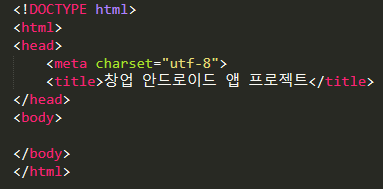 <!DOCTYPE html>
<html>
<head>
    <meta charset="utf-8">
    <title>창업 안드로이드 앱 프로젝트</title>
</head>
<body>

</body>
</html>